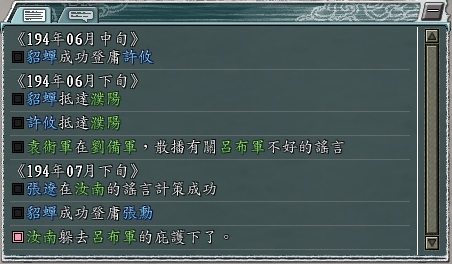 《194年06月中旬》
貂蟬成功登庸許攸
《194年06月下旬》
貂蟬抵達濮陽
許攸抵達濮陽
袁術軍在劉備軍，散播有關呂布軍不好的謠言
《194年07月下旬》
張遼在汝南的謠言計策成功
貂蟬成功登庸張勳
汝南躲去呂布軍的庇護下了。